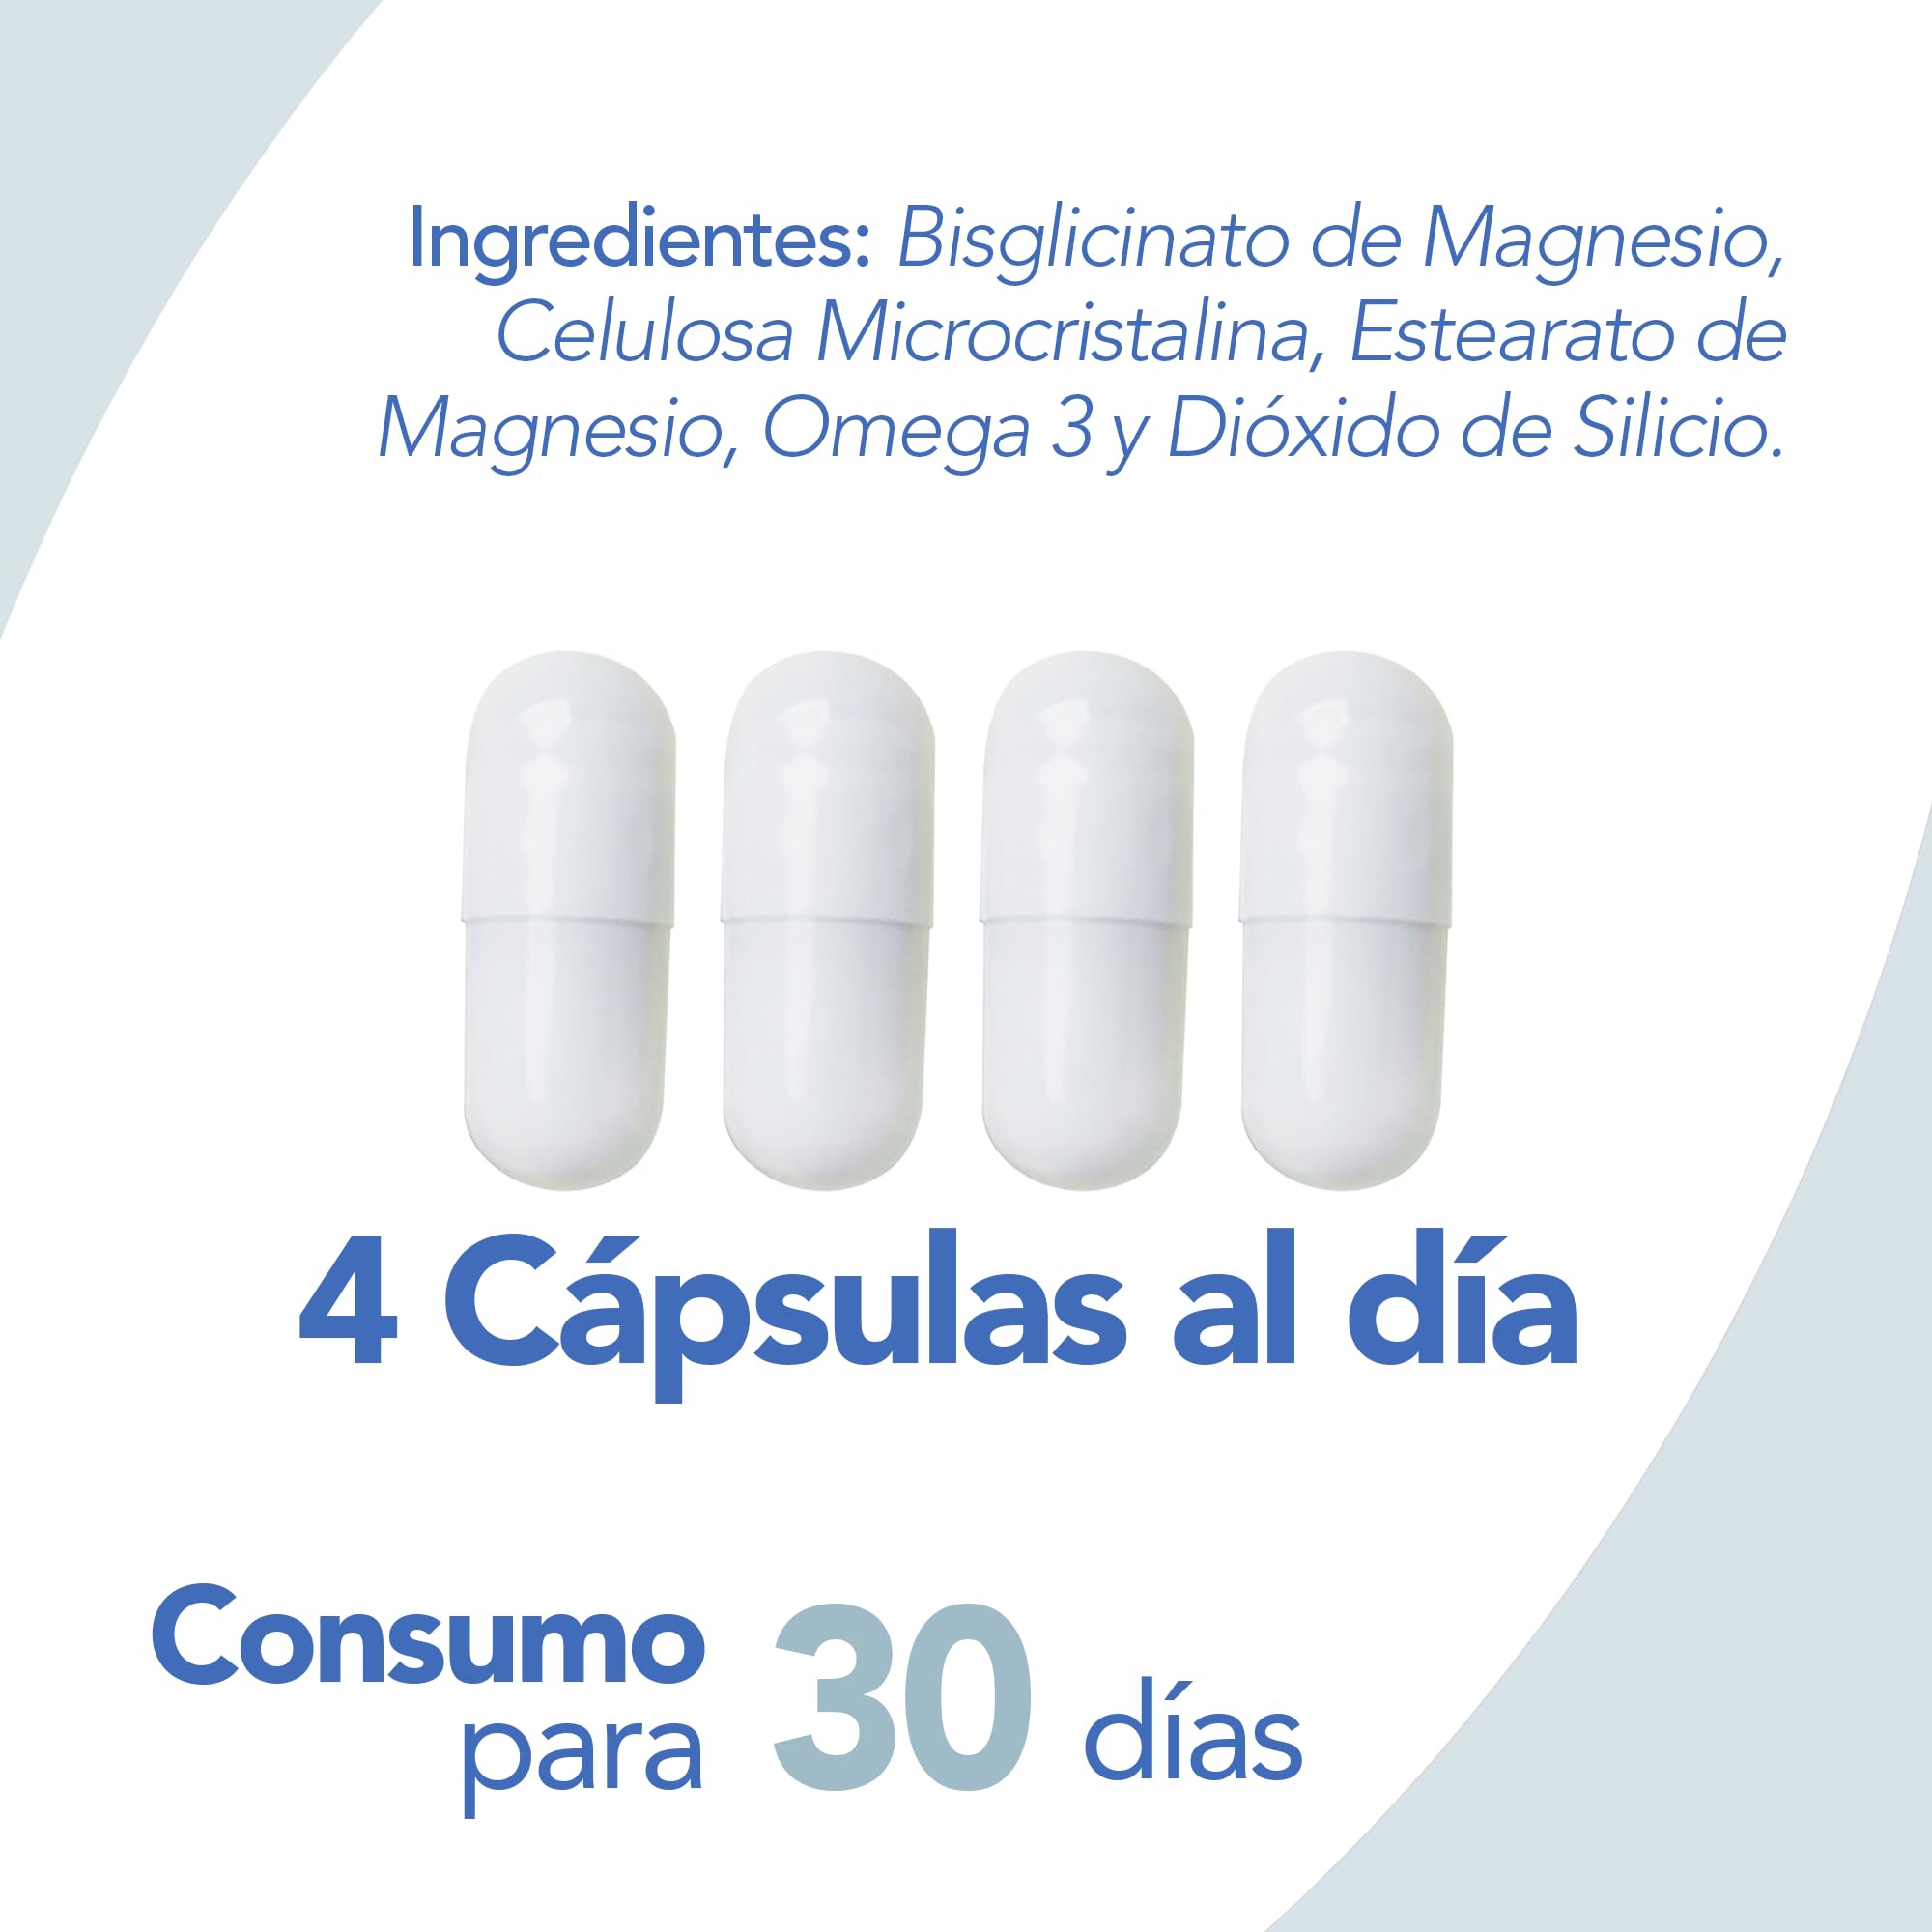 Ingredientes: Bisglicinato de Magnesio,
Celulosa Microcristalina, Estearato de
Magnesio, Omega 3 y Dióxido de Silicio.
4 Cápsulas al día
Consumo
para 30 días